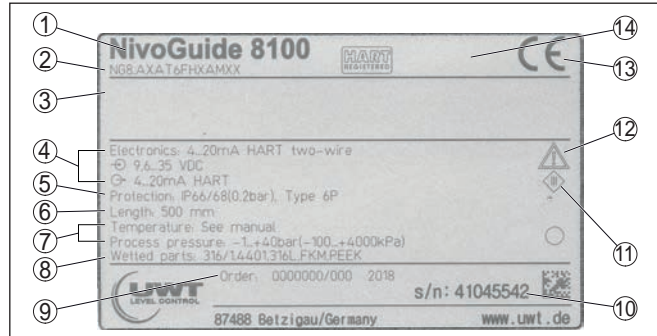 1
NivoGuide 8100
HART
REGISTERED
14
CE
2
NG8.AXAT6FHXAMXX
13
3
4
Electronics: 4...20mA HART two-wire
9,6...35 VDC
4...20mA HART
12
5
Protection: IP66/68(0,2bar), Type 6P
6
Length: 500 mm
7
Temperature: See manual
Process pressure: -1...+40bar(-100...+4000kPa)
11
8
Wetted parts: 316/1.4401,316L,FKM,PEEK
9
Order: 0000000/000 2018
UWT
LEVEL CONTROL
s/n: 41045542
10
87488 Betzigau/Germany
www.uwt.de